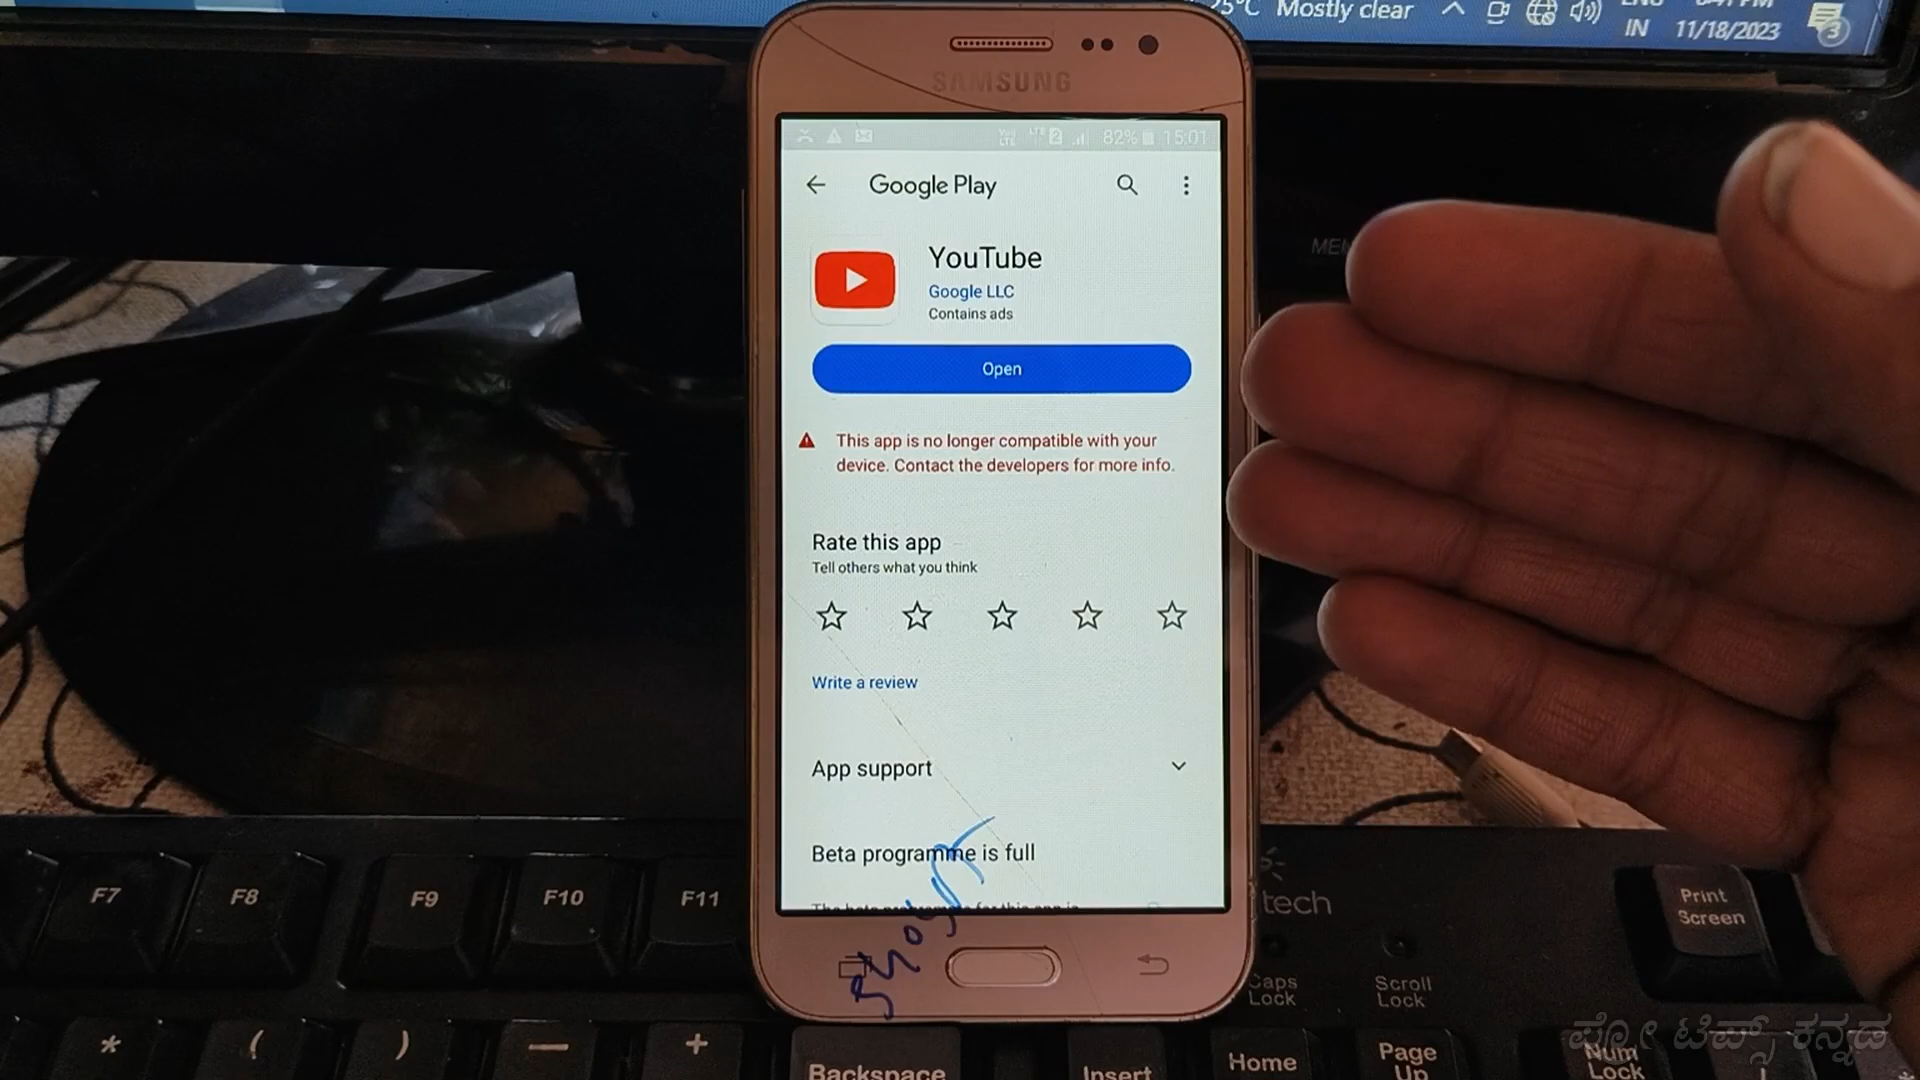 25°C Mostly clear
IN 11/18/2023
3
SAMSUNG
82% 15:01
Google Play
YouTube
Google LLC
Contains ads
Open
This app is no longer compatible with your
device. Contact the developers for more info.
Rate this app
Tell others what you think
Write a review
App support
Beta programme is full
F7 F8 F9 F10 F11
tech
Print
Screen
Caps
Lock
Scroll
Lock
* ( ) — +
Backspace
Insert
Home
Page
Up
Num
Lock
ಪ್ರೋ ಟಿಪ್ಸ್ ಕನ್ನಡ